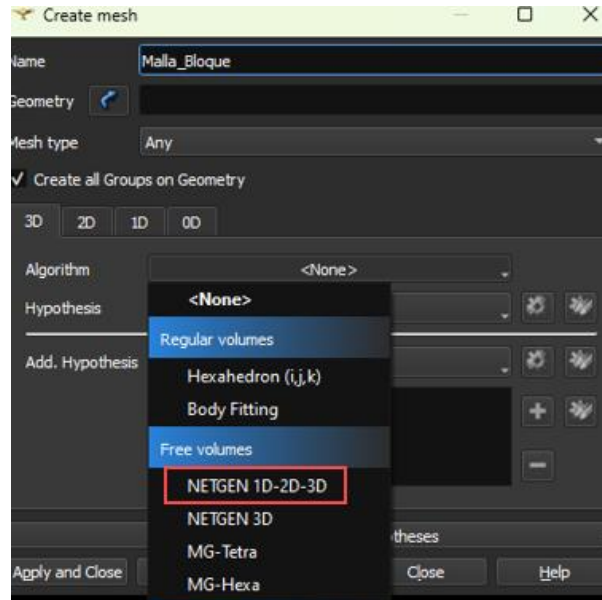 Create mesh
Name Malla_Bloque
Geometry
Mesh type Any
Create all Groups on Geometry
3D 2D 1D 0D
Algorithm <None>
<None>
Hypothesis
Regular volumes
Add. Hypothesis
Hexahedron (i,j,k)
Body Fitting
Free volumes
NETGEN 1D-2D-3D
NETGEN 3D
theses
MG-Tetra
Apply and Close Close Help
MG-Hexa